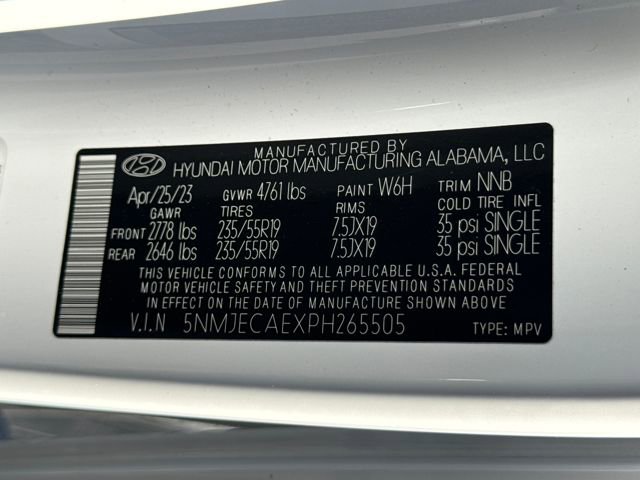 MANUFACTURED BY
HYUNDAI MOTOR MANUFACTURING ALABAMA, LLC
Apr/25/23 GVWR 4761 lbs PAINT W6H TRIM NNB
GAWR TIRES RIMS COLD TIRE INFL
FRONT 2778 lbs 235/55R19 7.5JX19 35 psi SINGLE
REAR 2646 lbs 235/55R19 7.5JX19 35 psi SINGLE
THIS VEHICLE CONFORMS TO ALL APPLICABLE U.S.A. FEDERAL
MOTOR VEHICLE SAFETY AND THEFT PREVENTION STANDARDS
IN EFFECT ON THE DATE OF MANUFACTURE SHOWN ABOVE.
V.I.N 5NMJECAEXPH265505 TYPE: MPV